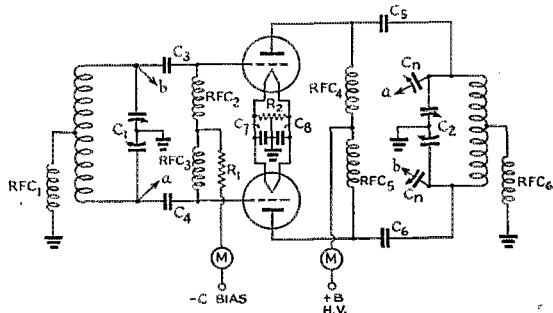 C5
C3
b
RFC2
R2
C7
C8
RFC4
Cn
a
C1
C2
RFC3
R1
RFC1
a
C4
RFC5
b
Cn
RFC6
C6
M
M
-C BIAS
+B
H.V.